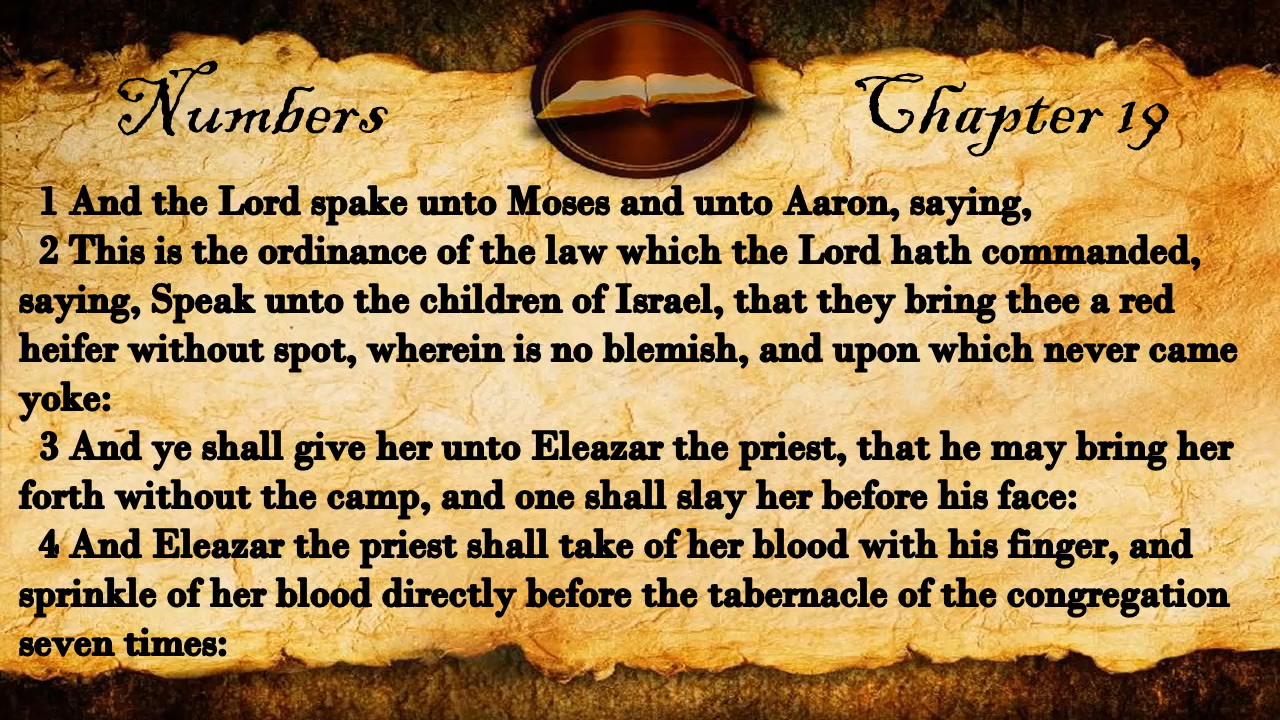 Numbers
Chapter 19
1 And the Lord spake unto Moses and unto Aaron, saying,
2 This is the ordinance of the law which the Lord hath commanded,
saying, Speak unto the children of Israel, that they bring thee a red
heifer without spot, wherein is no blemish, and upon which never came
yoke:
3 And ye shall give her unto Eleazar the priest, that he may bring her
forth without the camp, and one shall slay her before his face:
4 And Eleazar the priest shall take of her blood with his finger, and
sprinkle of her blood directly before the tabernacle of the congregation
seven times: